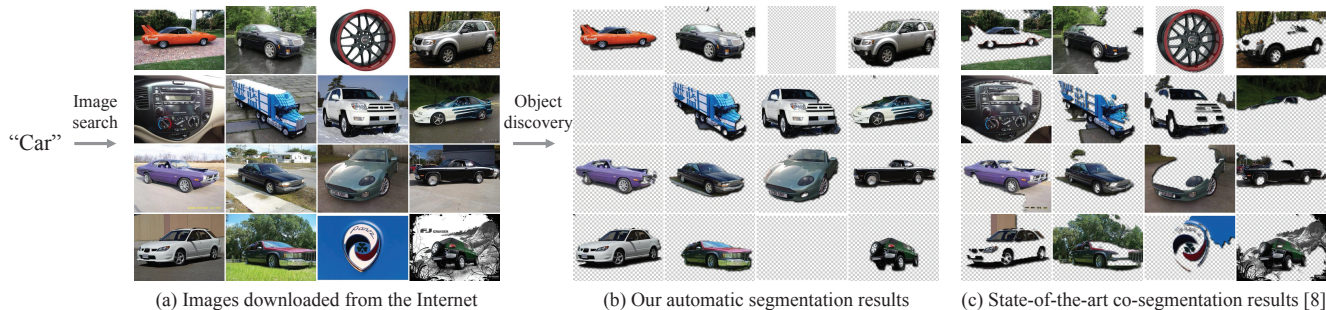 "Car"
Image
search
Object
discovery
(a) Images downloaded from the Internet
(b) Our automatic segmentation results
(c) State-of-the-art co-segmentation results [8]